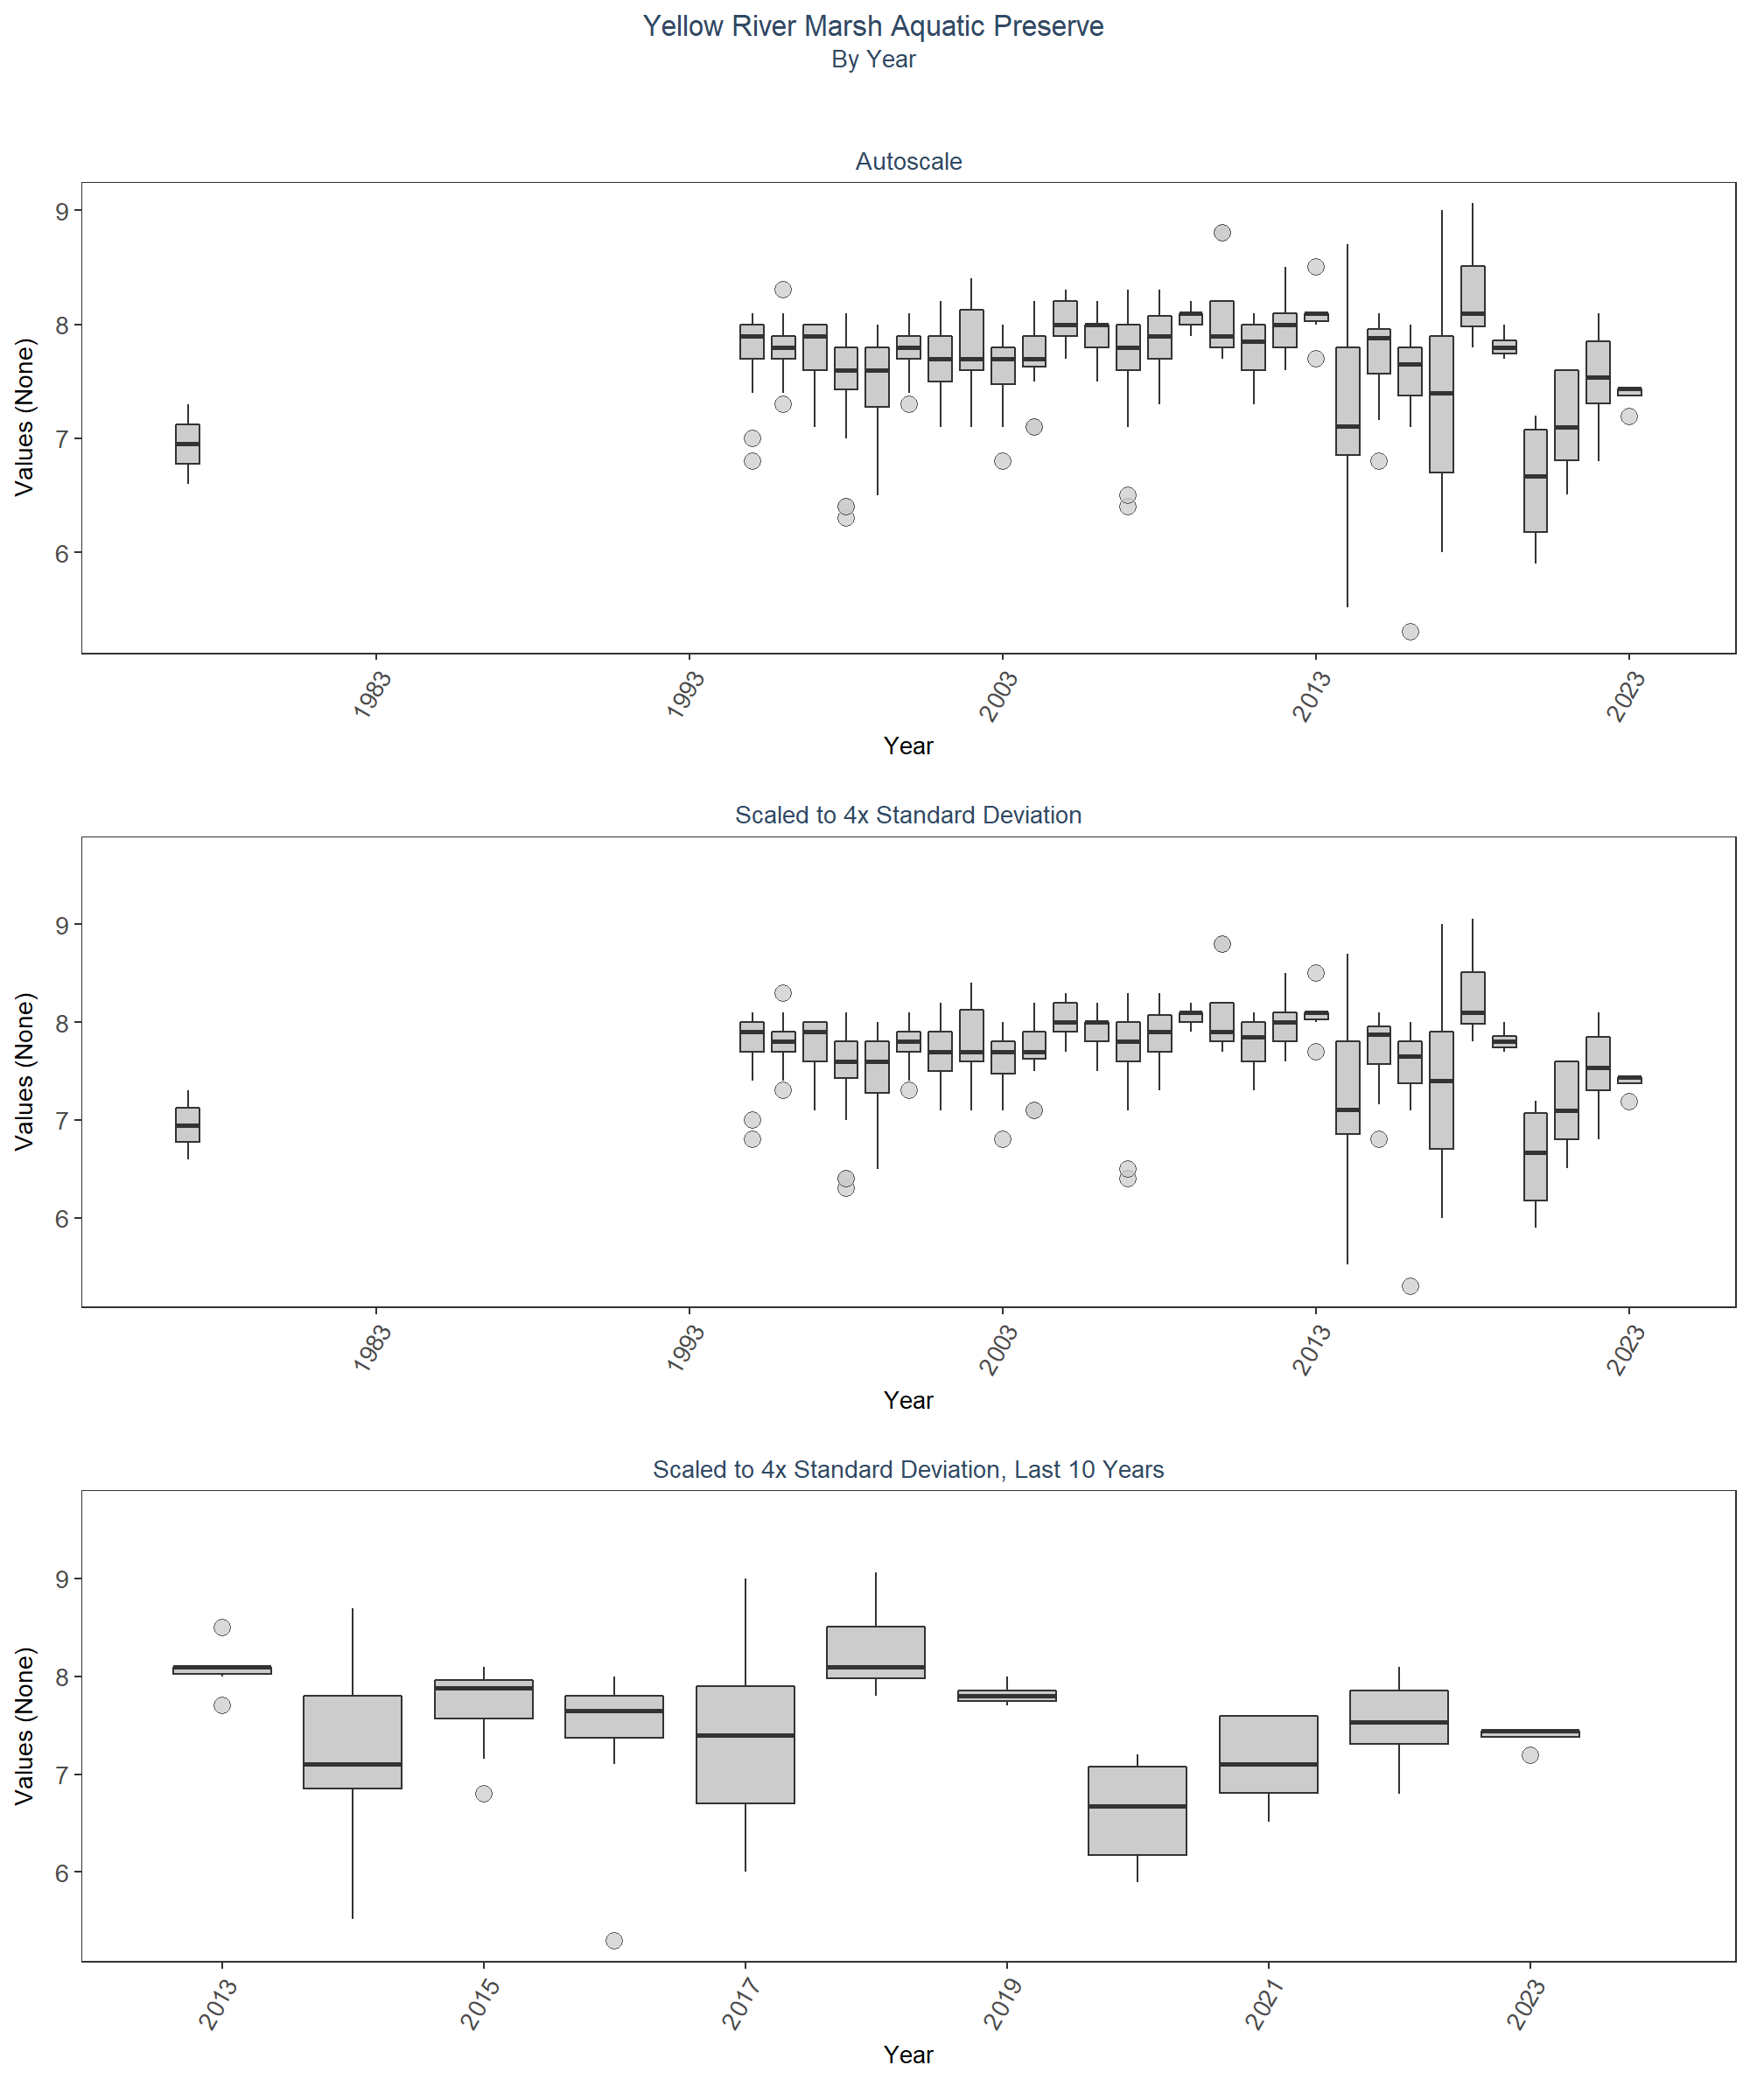 Yellow River Marsh Aquatic Preserve
By Year
Autoscale
Values (None)
9
8
7
6
1983
1993
2003
2013
2023
Year
Scaled to 4x Standard Deviation
Values (None)
9
8
7
6
1983
1993
2003
2013
2023
Year
Scaled to 4x Standard Deviation, Last 10 Years
Values (None)
9
8
7
6
2013
2015
2017
2019
2021
2023
Year